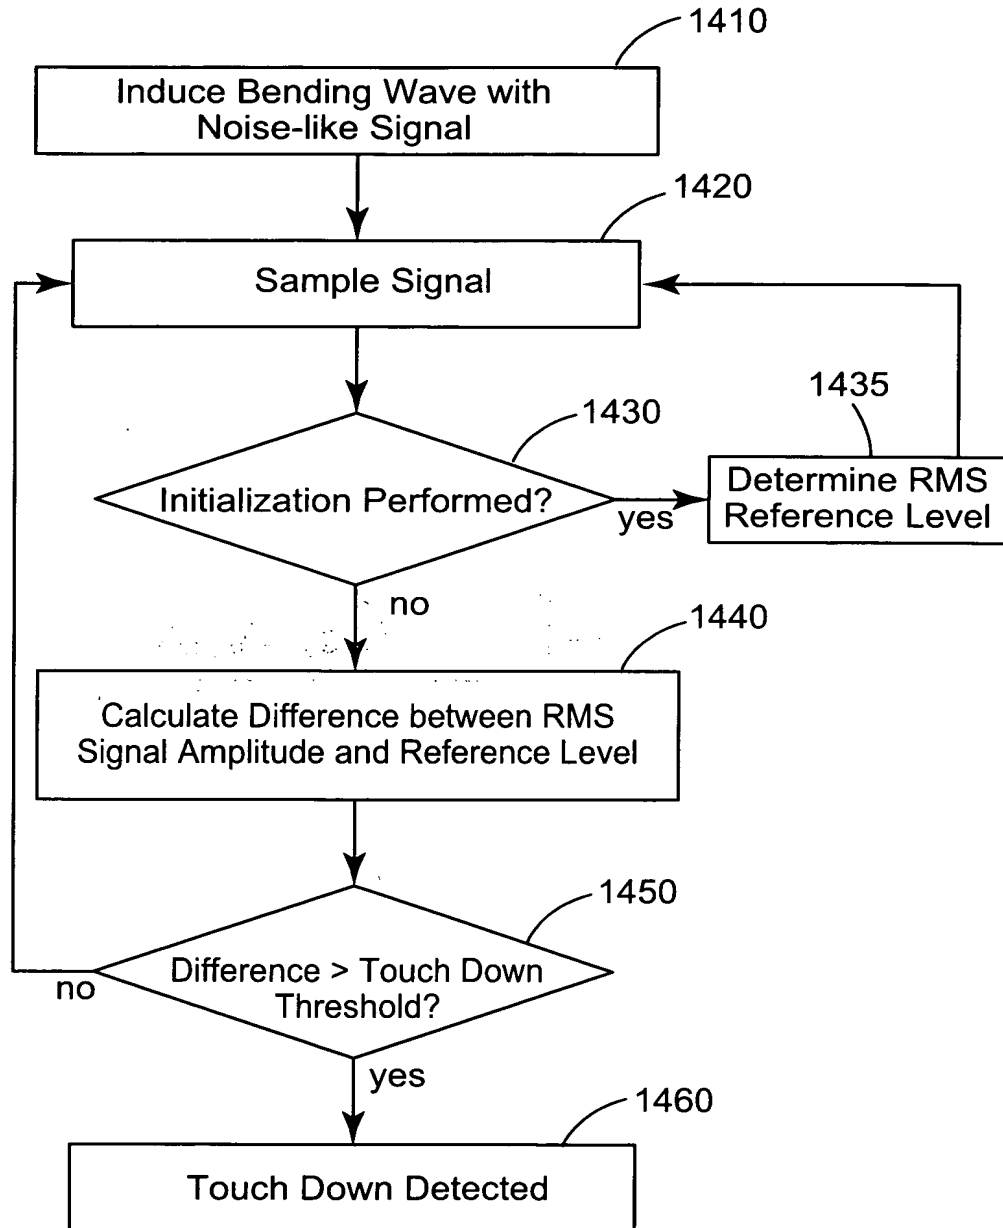 1410
Induce Bending Wave with
Noise-like Signal
1420
Sample Signal
1430
Initialization Performed?
yes
1435
Determine RMS
Reference Level
no
1440
Calculate Difference between RMS
Signal Amplitude and Reference Level
1450
Difference > Touch Down
Threshold?
no
yes
1460
Touch Down Detected